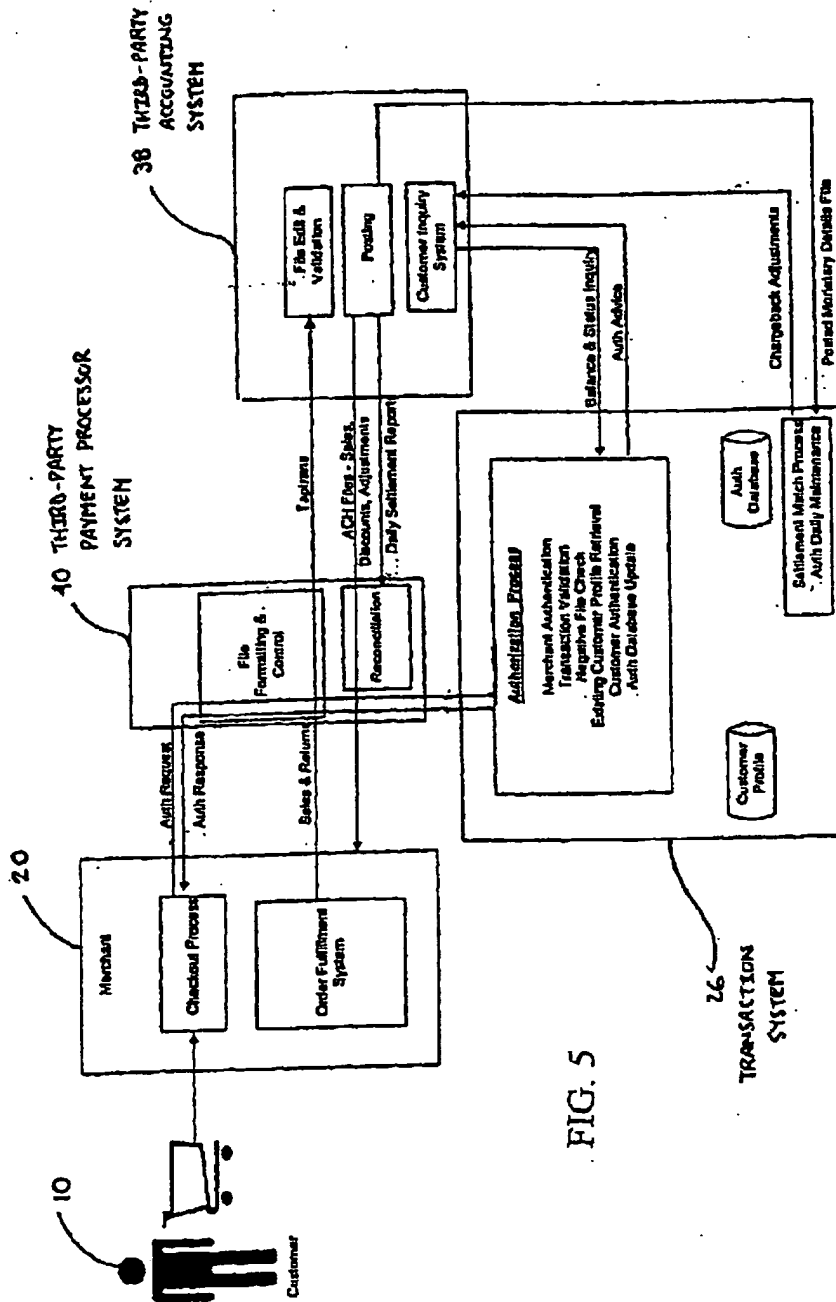 10
Customer
20
Merchant
Checkout Process
Order Fulfillment
System
Auth Request
Auth Response
Sales & Returns
40 THIRD-PARTY
PAYMENT PROCESSOR
SYSTEM
File
Formatting &
Control
Reconciliation
Taptrans
ACH Files - Sales,
Discounts, Adjustments
Daily Settlement Report
38 THIRD-PARTY
ACCOUNTING
SYSTEM
File Edit &
Validation
Posting
Customer Inquiry
System
Balance & Status Inquiry
Auth Advice
Chargeback Adjustments
Posted Monetary Details File
Authorization Process
Merchant Authentication
Transaction Validation
Negative File Check
Existing Customer Profile Retrieval
Customer Authentication
Auth Database Update
Customer
Profile
Auth
Database
Settlement Match Process
Auth Daily Maintenance
26
TRANSACTION
SYSTEM
FIG. 5